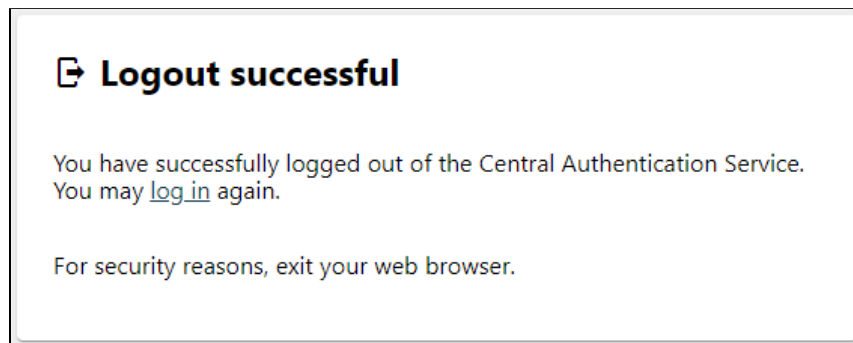 Logout successful
You have successfully logged out of the Central Authentication Service.
You may log in again.
For security reasons, exit your web browser.